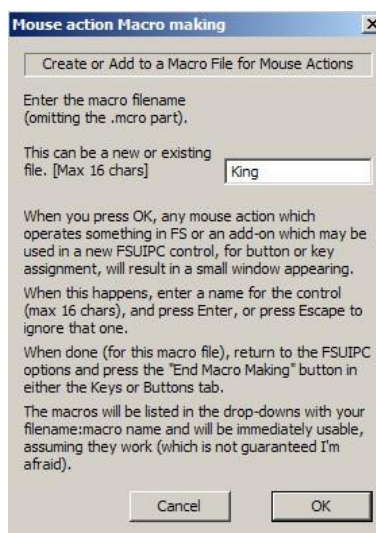 Mouse action Macro making
Create or Add to a Macro File for Mouse Actions
Enter the macro filename
(omitting the .mcro part).
This can be a new or existing
file. [Max 16 chars]
King
When you press OK, any mouse action which
operates something in FS or an add-on which may be
used in a new FSUIPC control, for button or key
assignment, will result in a small window appearing.
When this happens, enter a name for the control
(max 16 chars), and press Enter, or press Escape to
ignore that one.
When done (for this macro file), return to the FSUIPC
options and press the "End Macro Making" button in
either the Keys or Buttons tab.
The macros will be listed in the drop-downs with your
filename:macro name and will be immediately usable,
assuming they work (which is not guaranteed I'm
afraid).
Cancel
OK